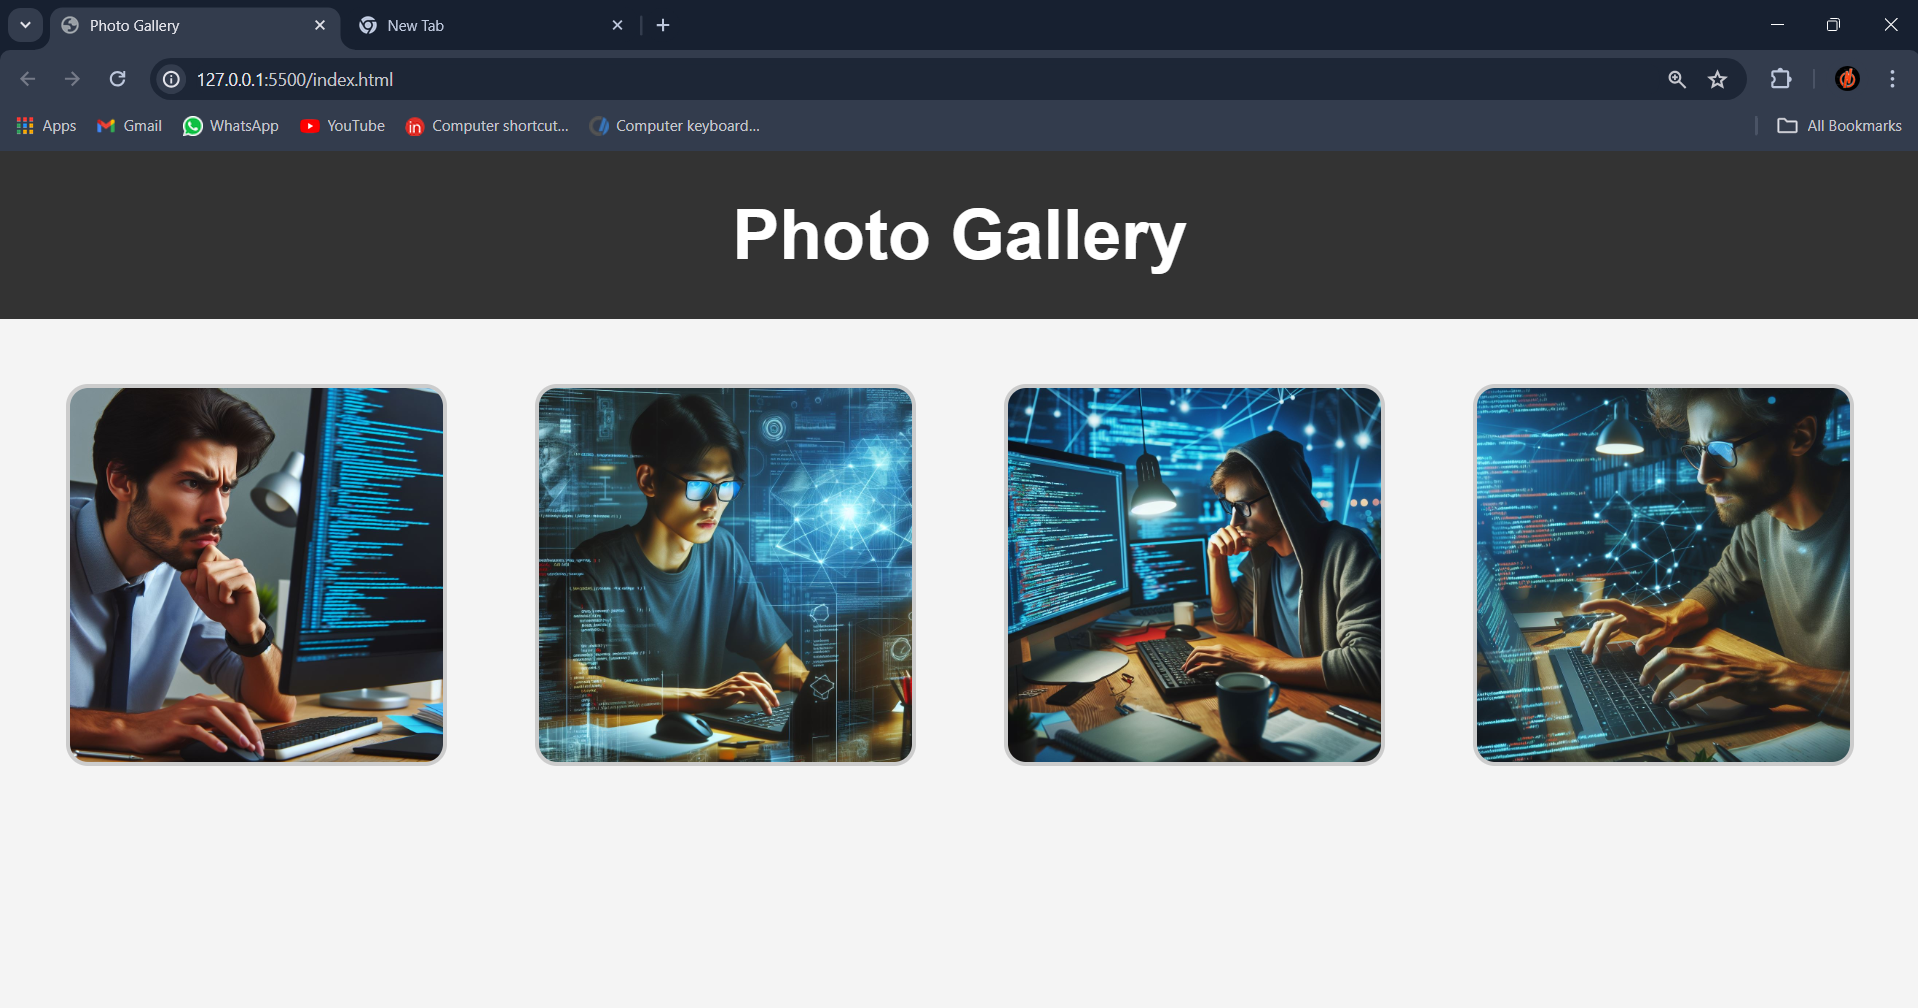 Photo Gallery
New Tab
127.0.0.1:5500/index.html
Apps
Gmail
WhatsApp
YouTube
in Computer shortcut...
Computer keyboard...
All Bookmarks
Photo Gallery